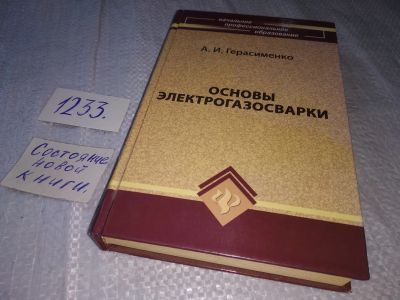 начальное
профессиональное
образование
А. И. Герасименко
ОСНОВЫ
ЭЛЕКТРОГАЗОСВАРКИ
1233.
Состояние
новой
книги.